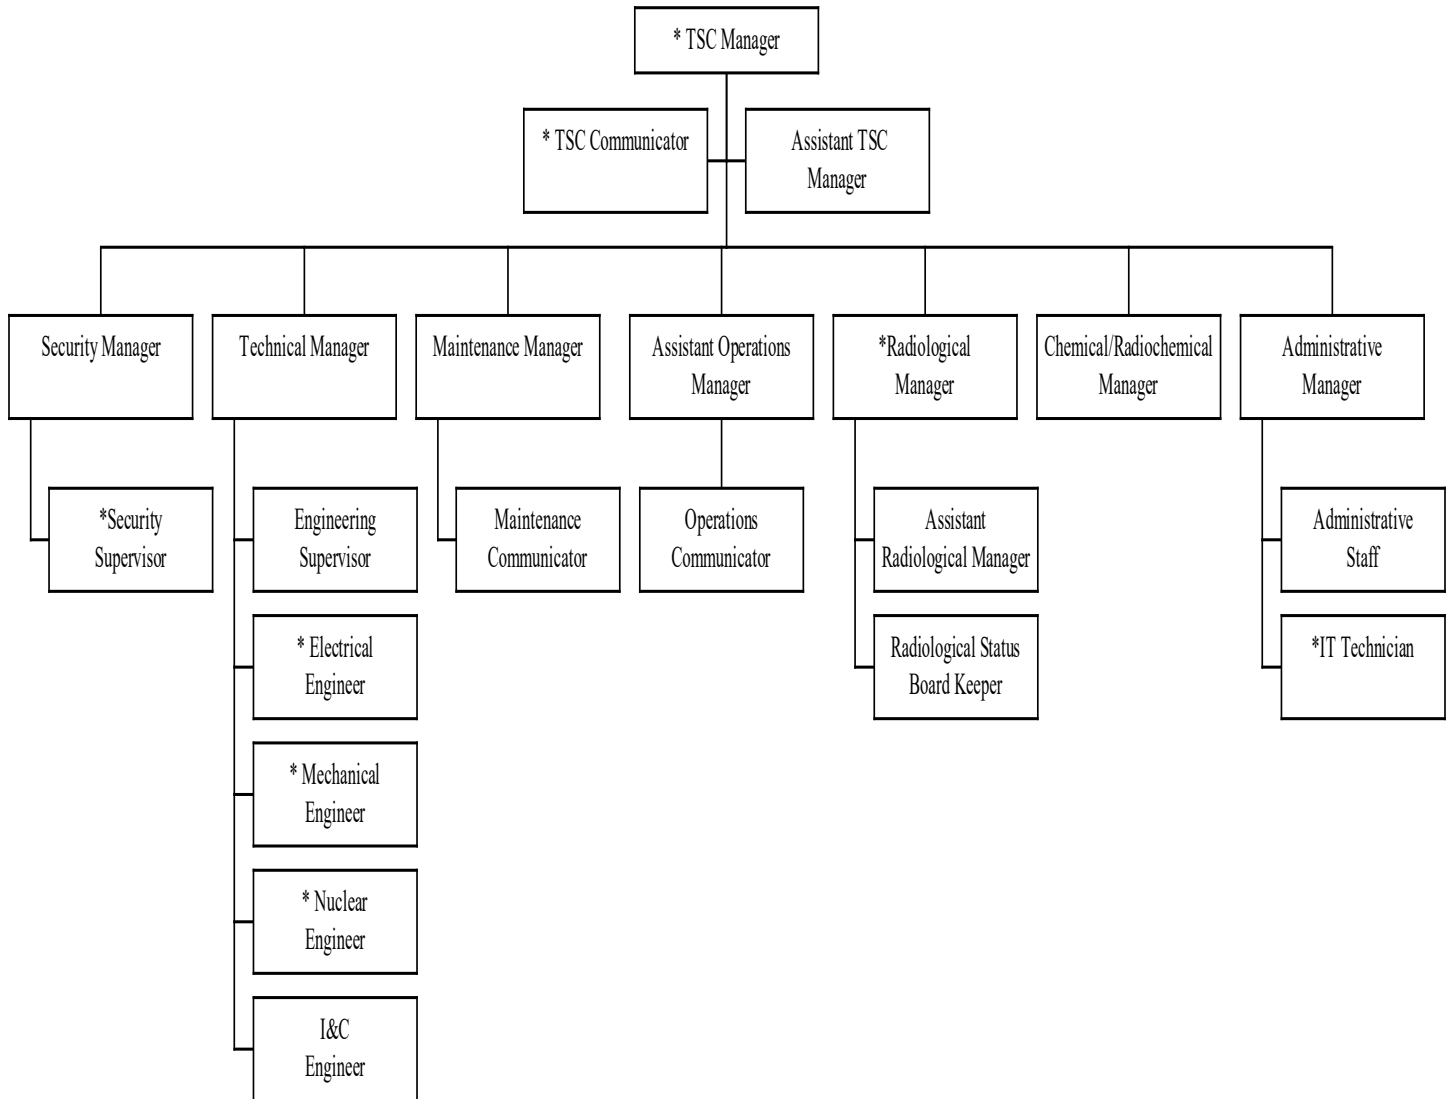 * TSC Manager
* TSC Communicator
Assistant TSC
Manager
Security Manager
Technical Manager
Maintenance Manager
Assistant Operations
Manager
*Radiological
Manager
Chemical/Radiochemical
Manager
Administrative
Manager
*Security
Supervisor
Engineering
Supervisor
Maintenance
Communicator
Operations
Communicator
Assistant
Radiological Manager
Administrative
Staff
* Electrical
Engineer
Radiological Status
Board Keeper
*IT Technician
* Mechanical
Engineer
* Nuclear
Engineer
I&C
Engineer